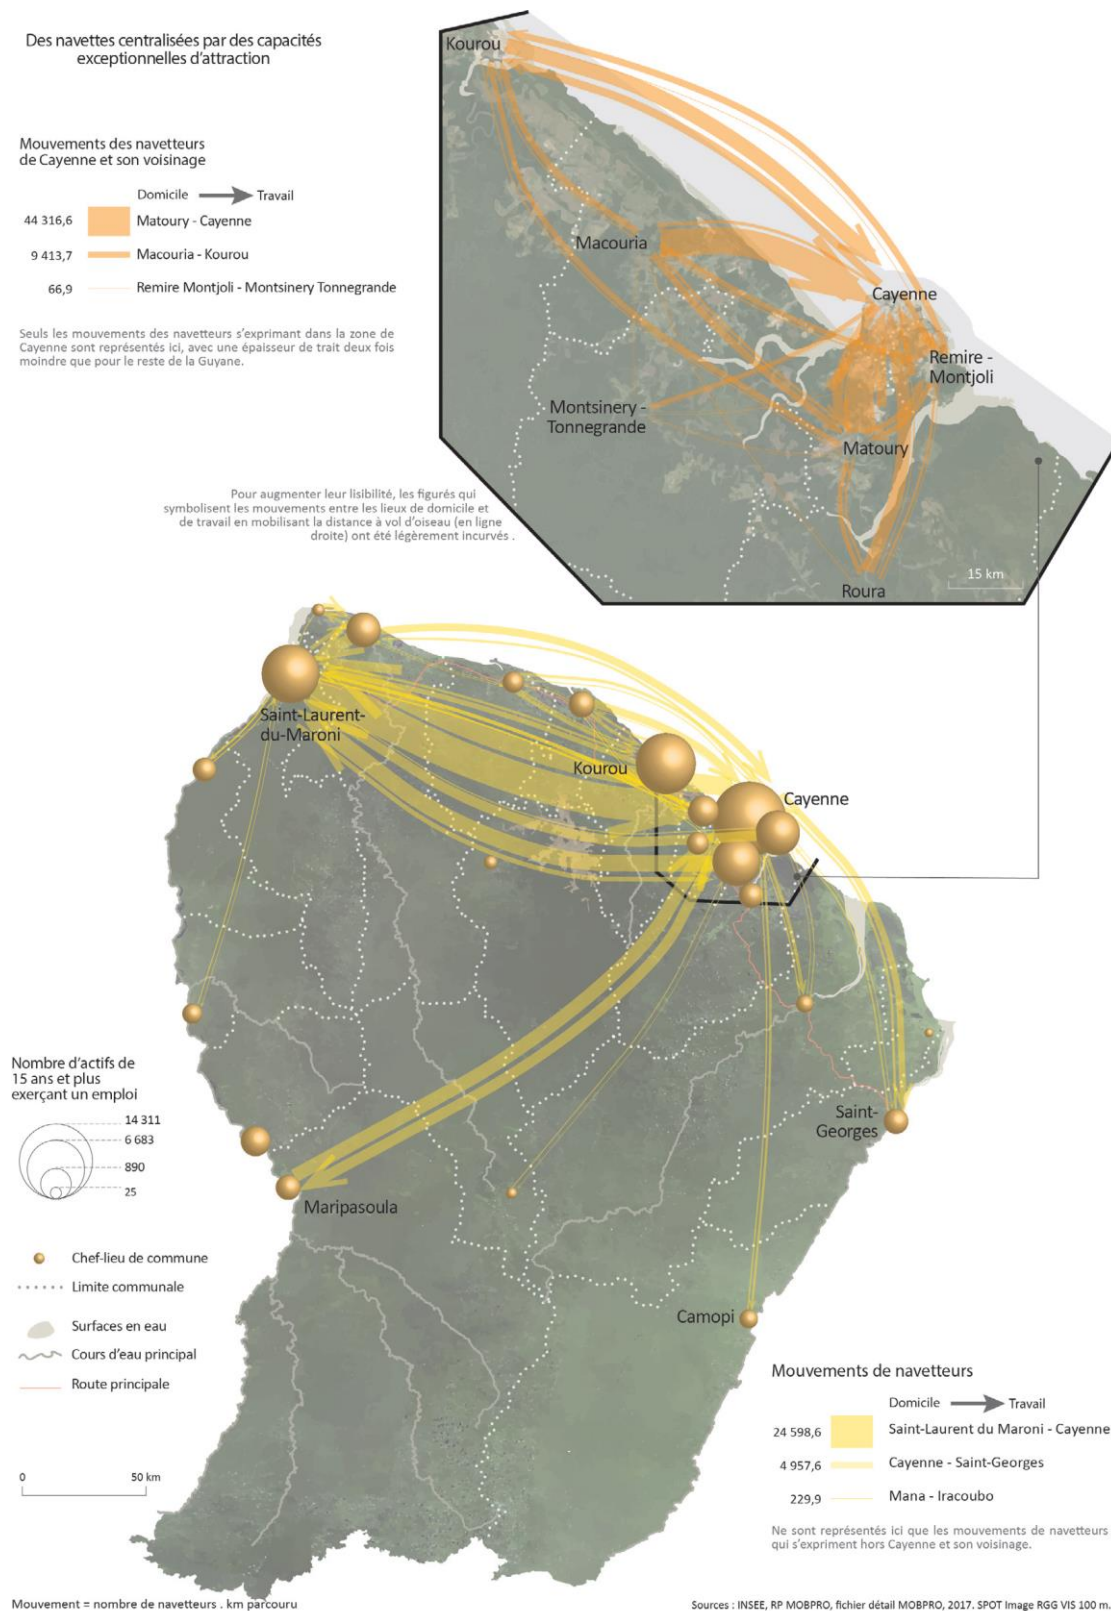 Des navettes centralisées par des capacités
exceptionnelles d'attraction
Mouvements des navetteurs
de Cayenne et son voisinage
Domicile Travail
44 316,6 Matoury - Cayenne
9 413,7 Macouria - Kourou
66,9 Remire Montjoli - Montsinery Tonnegrande
Seuls les mouvements des navetteurs s'exprimant dans la zone de
Cayenne sont représentés ici, avec une épaisseur de trait deux fois
moindre que pour le reste de la Guyane.
Kourou
Macouria
Cayenne
Remire -
Montjoli
Montsinery -
Tonnegrande
Matoury
Roura
15 km
Pour augmenter leur lisibilité, les figurés qui
symbolisent les mouvements entre les lieux de domicile et
de travail en mobilisant la distance à vol d'oiseau (en ligne
droite) ont été légèrement incurvés .
Saint-Laurent-
du-Maroni
Kourou
Cayenne
Saint-
Georges
Maripasoula
Camopi
Nombre d'actifs de
15 ans et plus
exerçant un emploi
14 311
6 683
890
25
Chef-lieu de commune
Limite communale
Surfaces en eau
Cours d'eau principal
Route principale
0 50 km
Mouvements de navetteurs
Domicile Travail
24 598,6 Saint-Laurent du Maroni - Cayenne
4 957,6 Cayenne - Saint-Georges
229,9 Mana - Iracoubo
Ne sont représentés ici que les mouvements de navetteurs
qui s'expriment hors Cayenne et son voisinage.
Mouvement = nombre de navetteurs . km parcouru
Sources : INSEE, RP MOBPRO, fichier détail MOBPRO, 2017. SPOT Image RGG VIS 100 m.